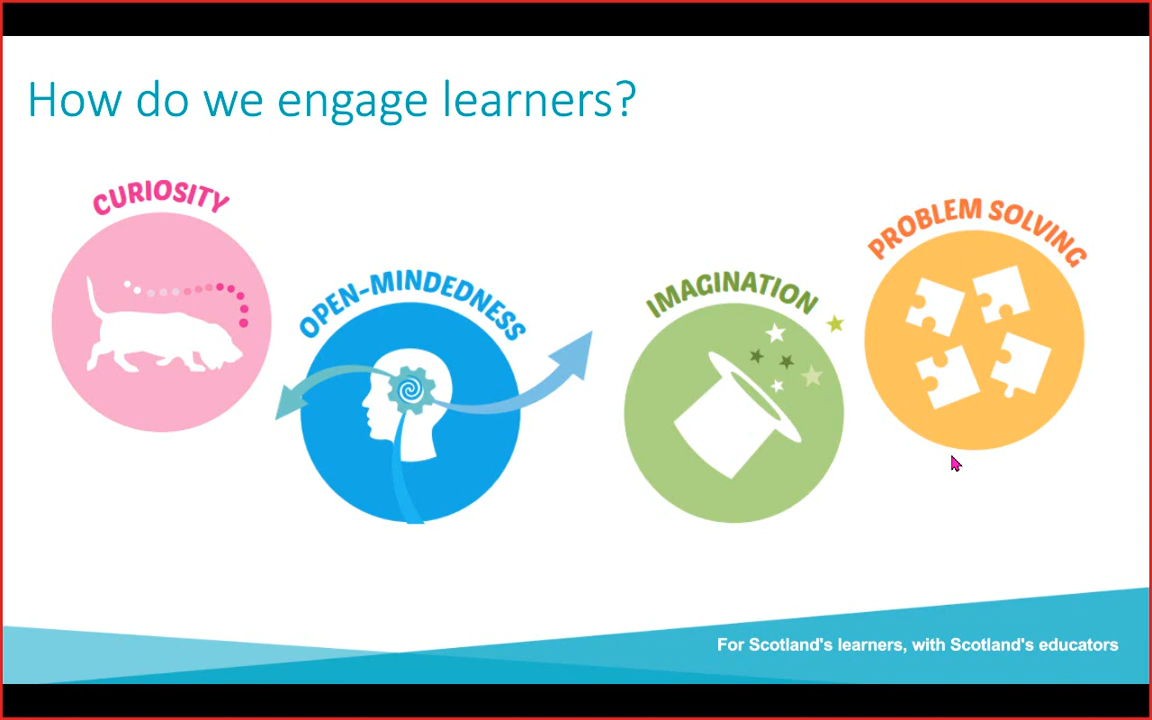 How do we engage learners?
CURIOSITY
OPEN-MINDEDNESS
IMAGINATION
PROBLEM SOLVING
For Scotland's learners, with Scotland's educators